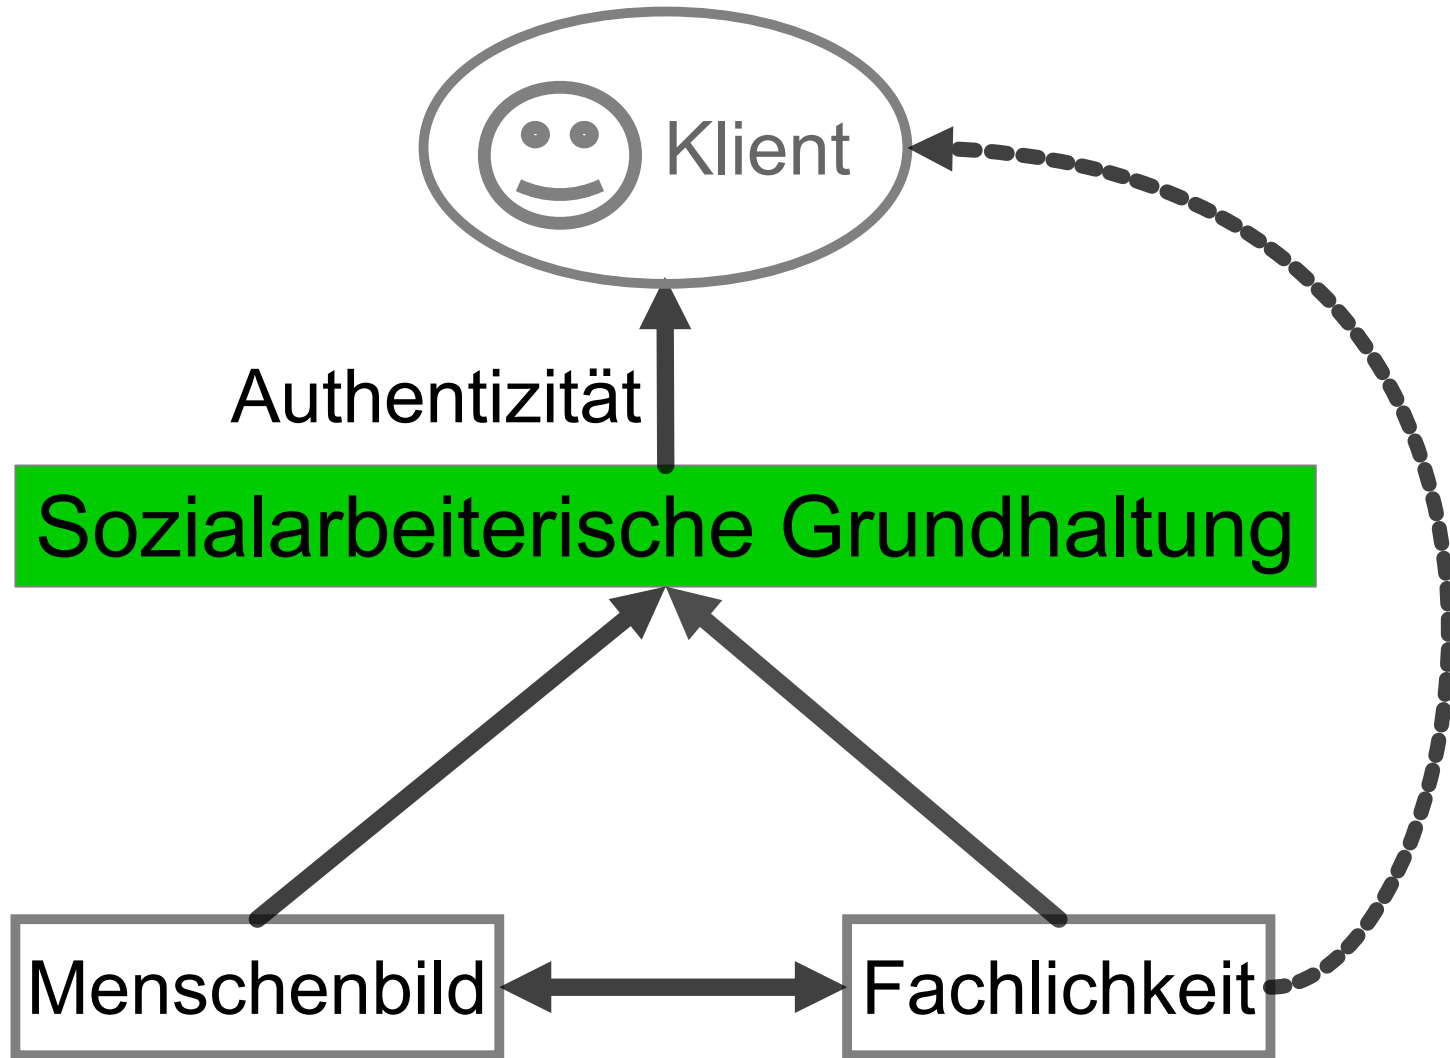 Klient
Authentizität
Sozialarbeiterische Grundhaltung
Menschenbild
Fachlichkeit